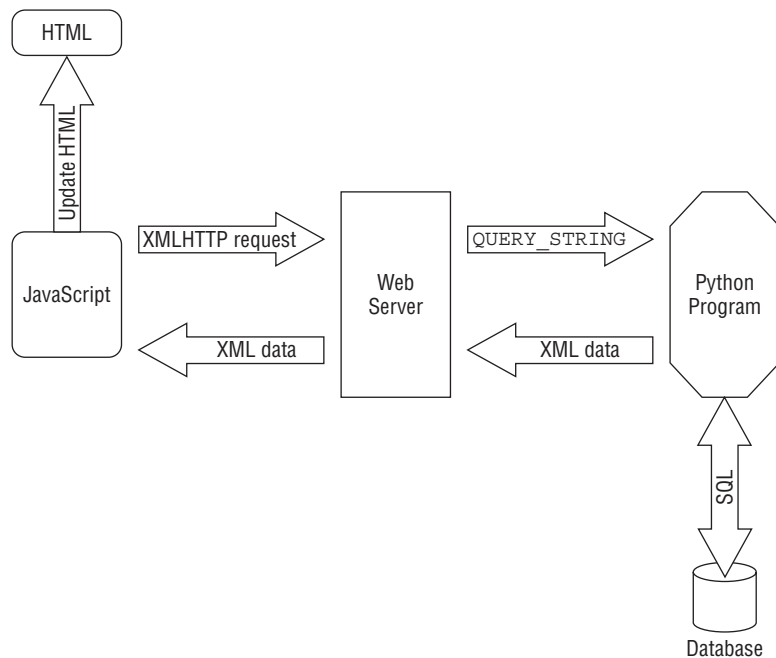 HTML
Update HTML
JavaScript
XMLHTTP request
XML data
Web
Server
QUERY_STRING
XML data
Python
Program
SQL
Database